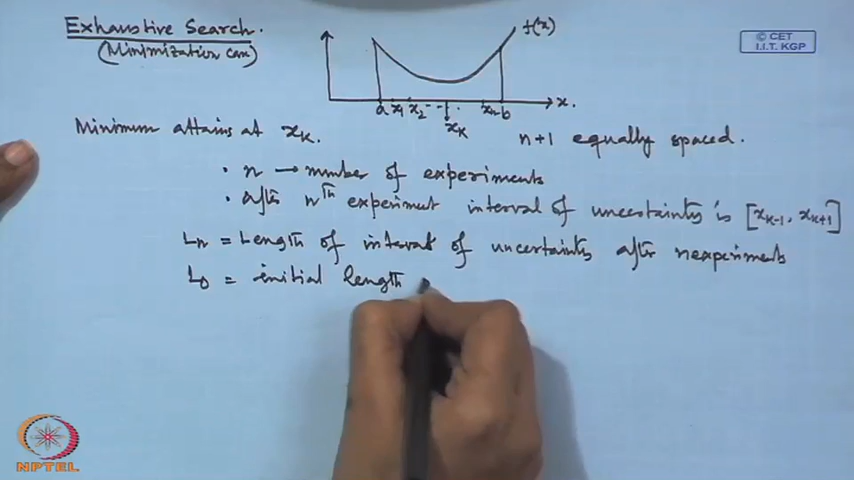 Exhaustive Search.
(Minimization case)
f(x)
© CET
I.I.T. KGP
a x1 x2 -- xn b x.
xk
Minimum attains at xk.
n+1 equally spaced.
. n → number of experiments
. after nth experiment interval of uncertainty is [xk-1, xk+1]
Ln = Length of interval of uncertainty after n experiments
L0 = initial length
NPTEL